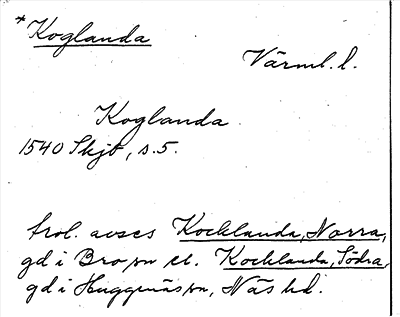 *Koglanda
Värml. l.
Koglanda.
1540 Skjb, s. 5.
trol. avses Kocklanda, Norra,
gd i Bro sn el. Kocklanda, Södra,
gd i Huggenäs sn, Näs hd.